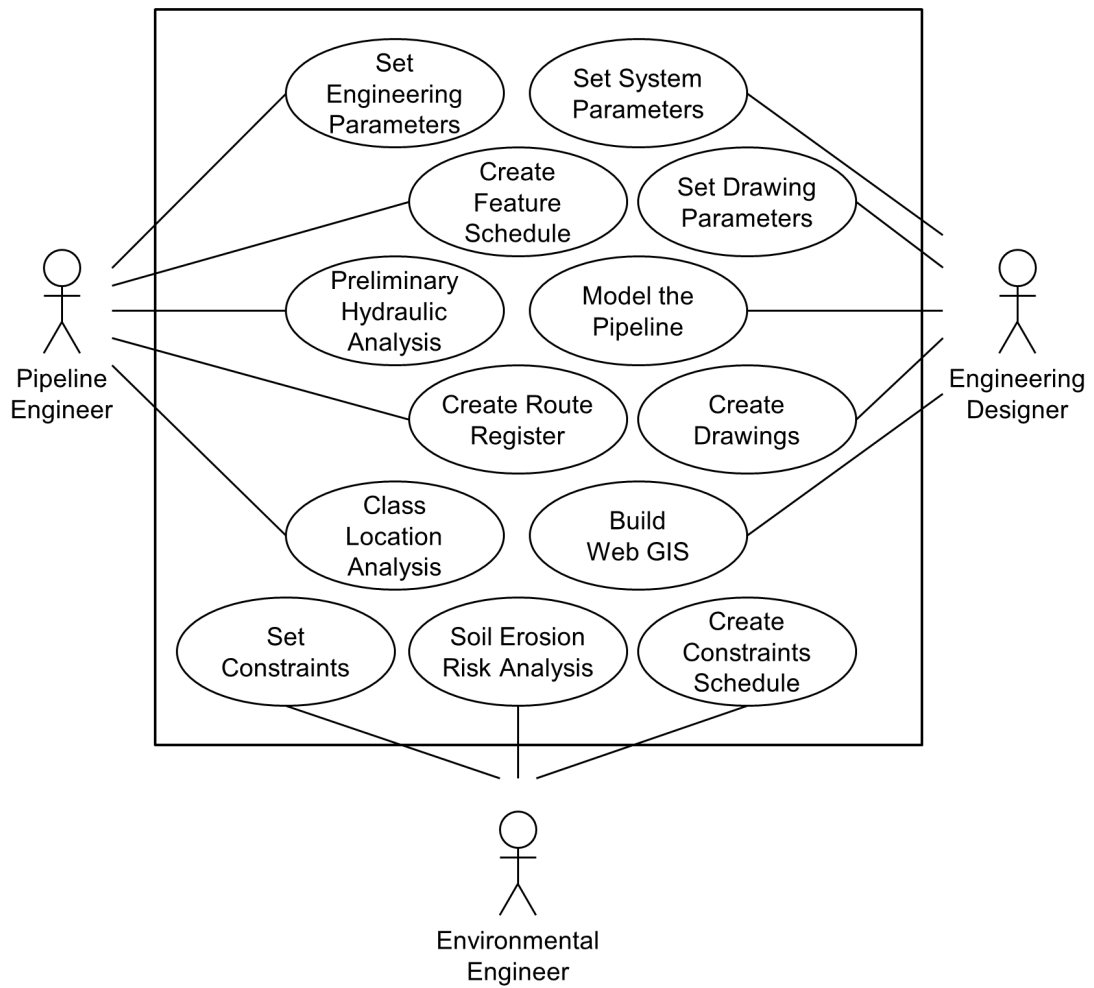 Set
Engineering
Parameters
Set System
Parameters
Create
Feature
Schedule
Set Drawing
Parameters
Preliminary
Hydraulic
Analysis
Model the
Pipeline
Pipeline
Engineer
Engineering
Designer
Create Route
Register
Create
Drawings
Class
Location
Analysis
Build
Web GIS
Set
Constraints
Soil Erosion
Risk Analysis
Create
Constraints
Schedule
Environmental
Engineer